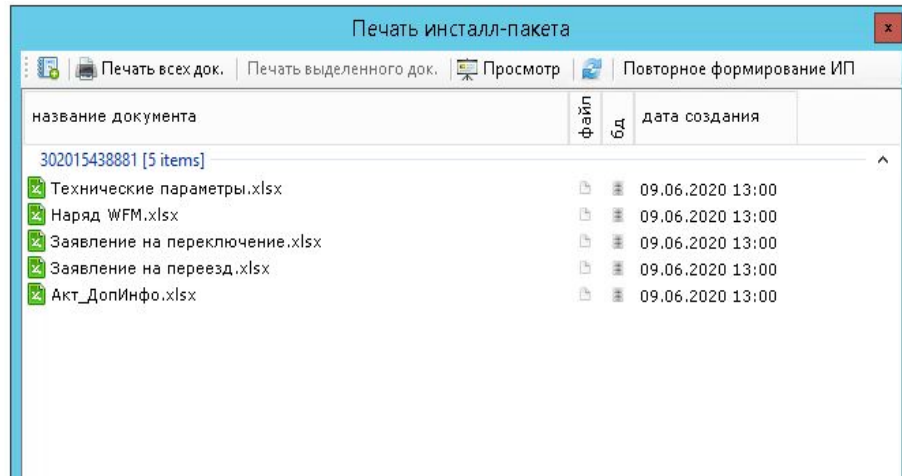 Печать инсталл-пакета
x
Печать всех док. Печать выделенного док. Просмотр Повторное формирование ИП
название документа файл бд дата создания
302015438881 [5 items]
Технические параметры.xlsx 09.06.2020 13:00
Наряд WFM.xlsx 09.06.2020 13:00
Заявление на переключение.xlsx 09.06.2020 13:00
Заявление на переезд.xlsx 09.06.2020 13:00
Акт_ДопИнфо.xlsx 09.06.2020 13:00